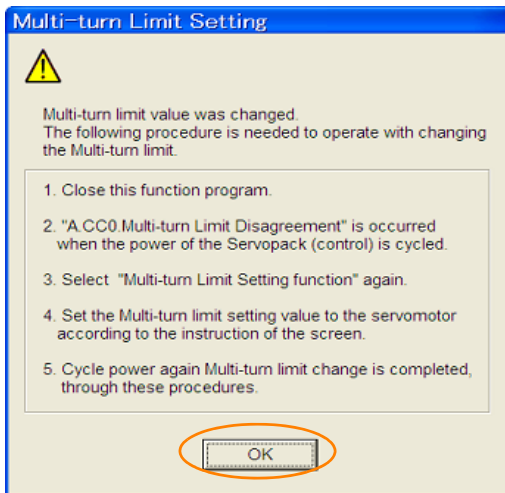 Multi-turn Limit Setting
Multi-turn limit value was changed.
The following procedure is needed to operate with changing
the Multi-turn limit.
1. Close this function program.
2. "A.CC0.Multi-turn Limit Disagreement" is occurred
when the power of the Servopack (control) is cycled.
3. Select "Multi-turn Limit Setting function" again.
4. Set the Multi-turn limit setting value to the servomotor
according to the instruction of the screen.
5. Cycle power again Multi-turn limit change is completed,
through these procedures.
OK